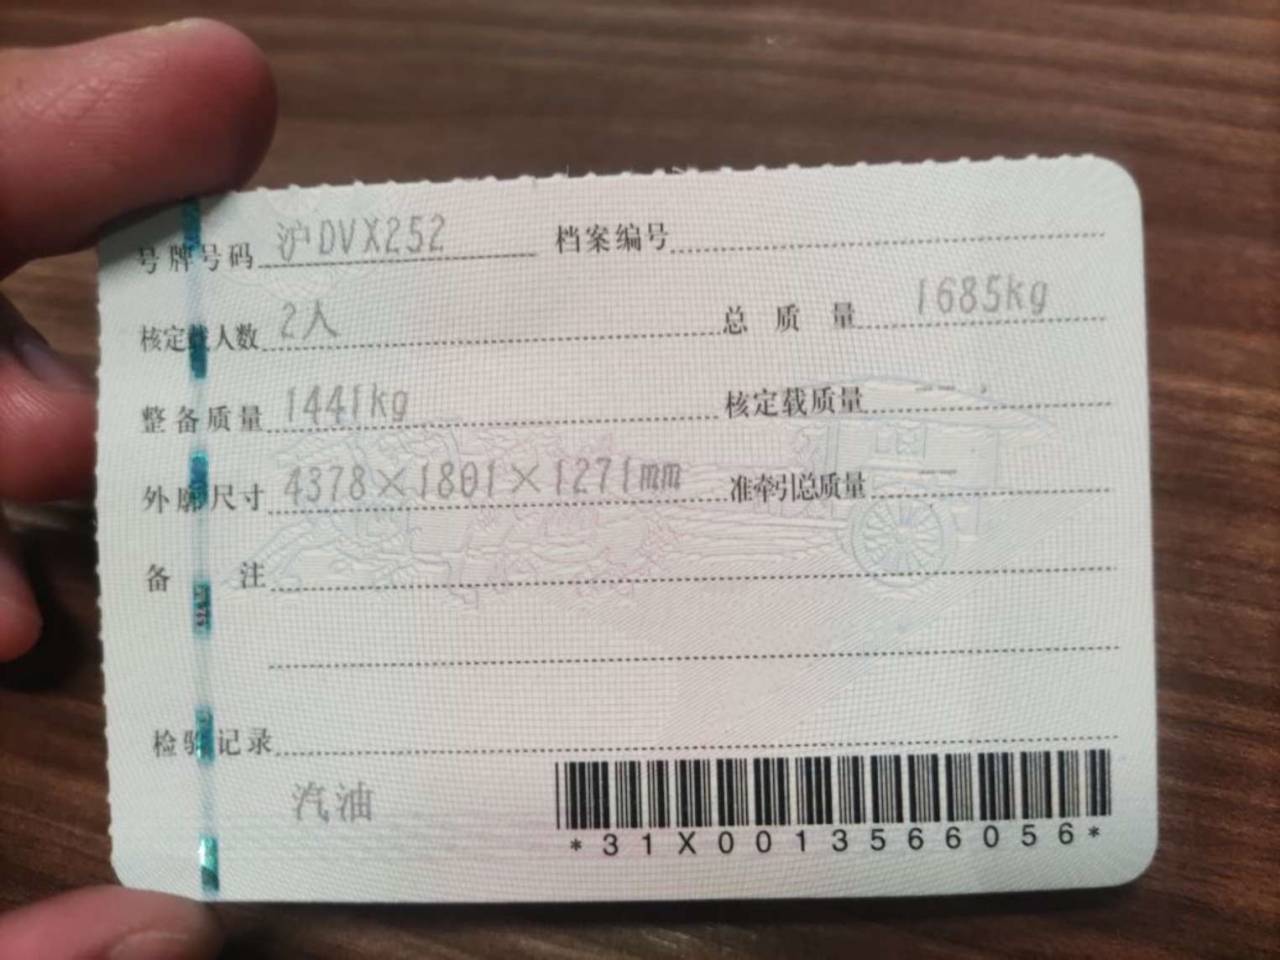 号牌号码 沪DVX252 档案编号
核定载人数 2人 总质量 1685kg
整备质量 1441kg 核定载质量 --
外廓尺寸 4378×1801×1271mm 准牵引总质量 --
备注
检验记录
汽油
*31X0013566056*